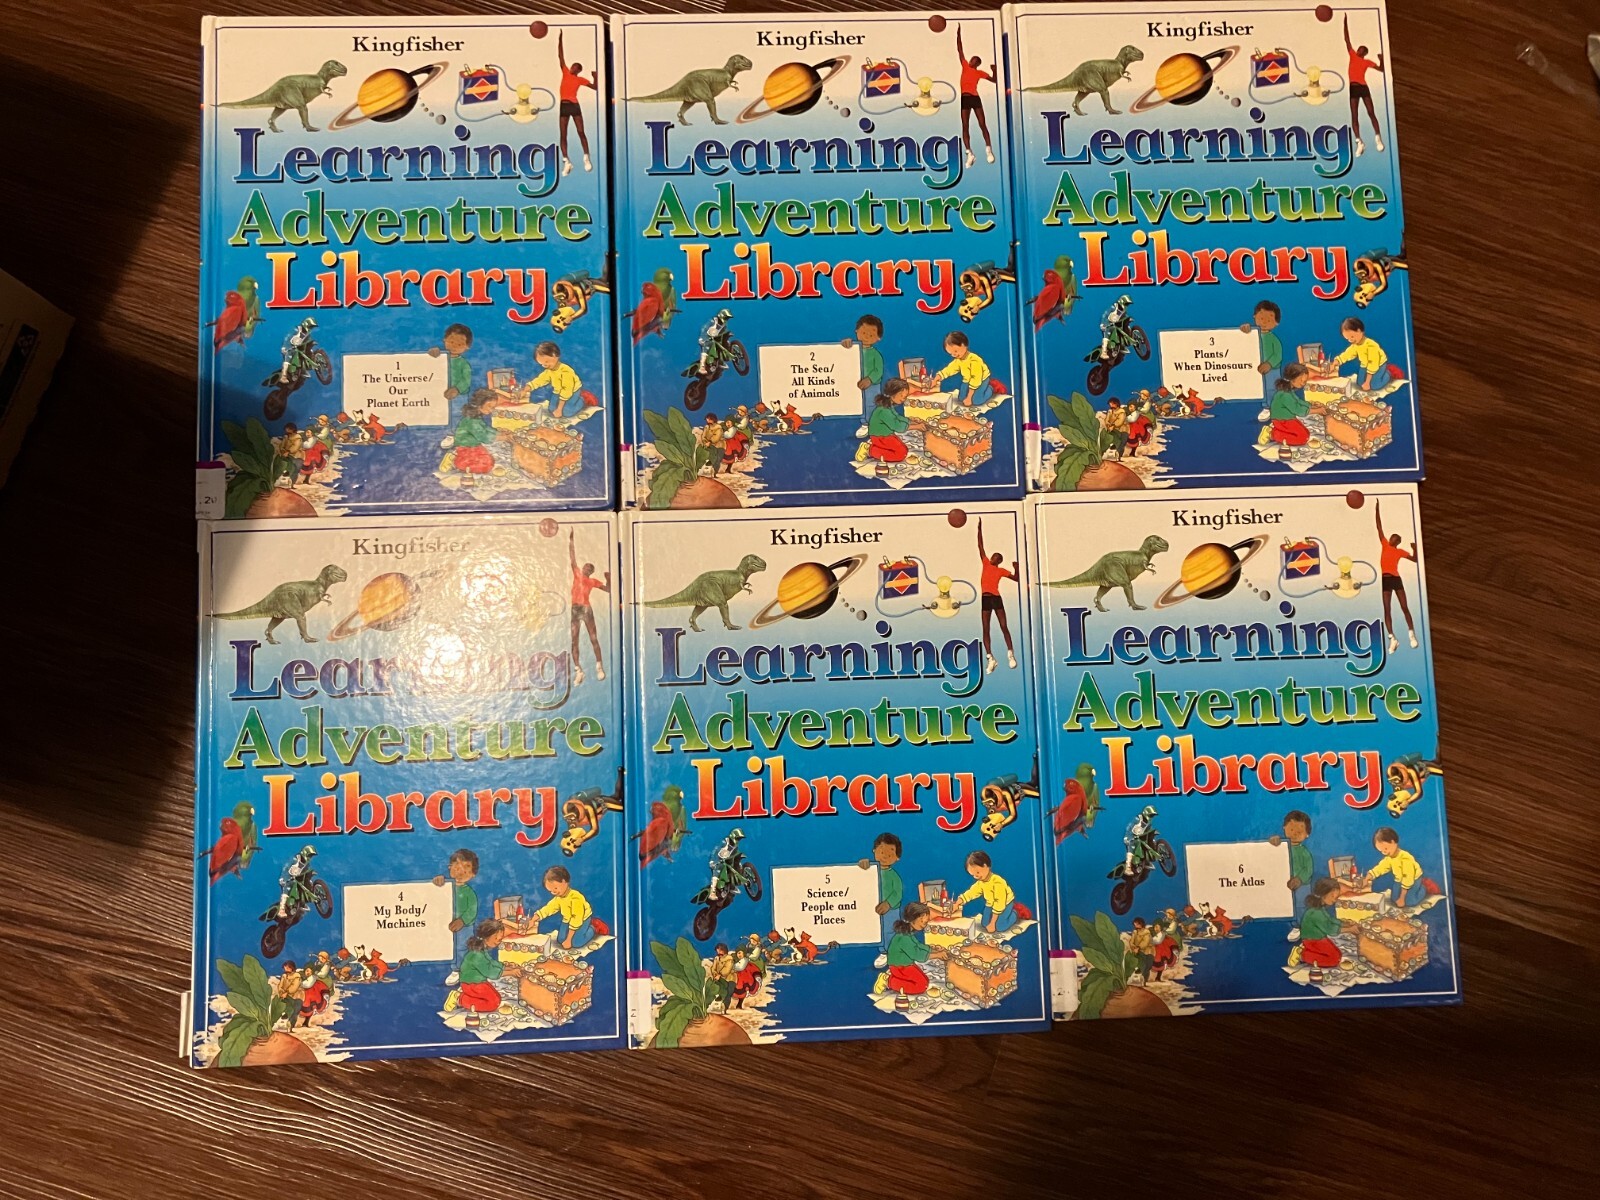 Kingfisher
Learning
Adventure
Library
1
The Universe/
Our
Planet Earth
.20
Kingfisher
Learning
Adventure
Library
2
The Sea/
All Kinds
of Animals
Kingfisher
Learning
Adventure
Library
3
Plants/
When Dinosaurs
Lived
Kingfisher
Learning
Adventure
Library
4
My Body/
Machines
Kingfisher
Learning
Adventure
Library
5
Science/
People and
Places
Kingfisher
Learning
Adventure
Library
6
The Atlas